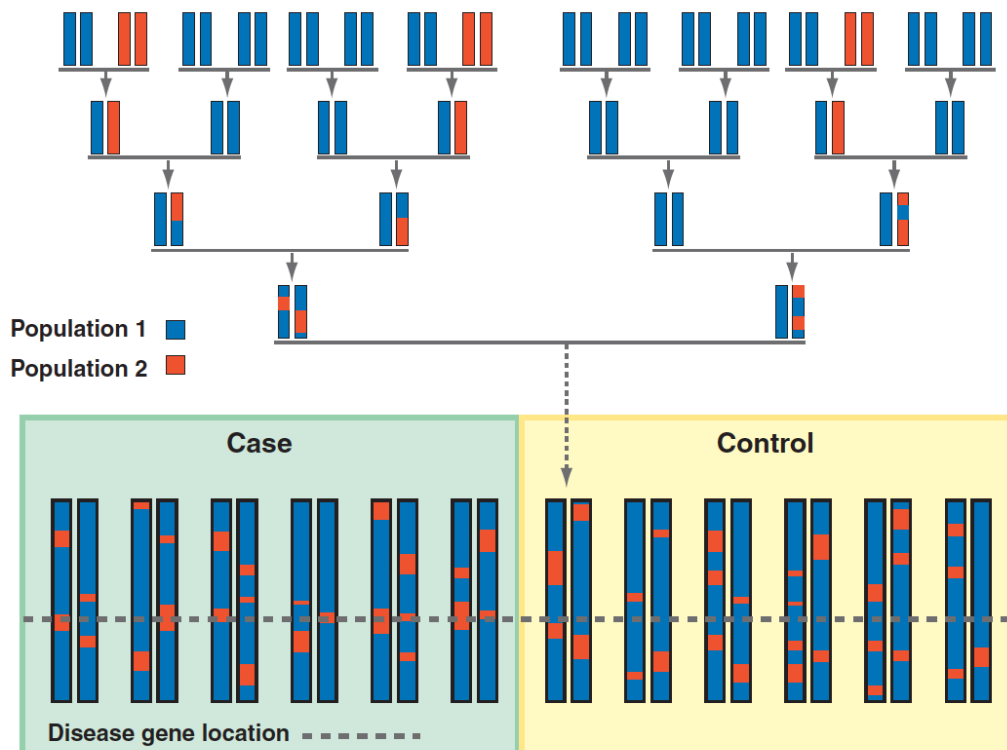 Population 1
Population 2
Case
Control
Disease gene location